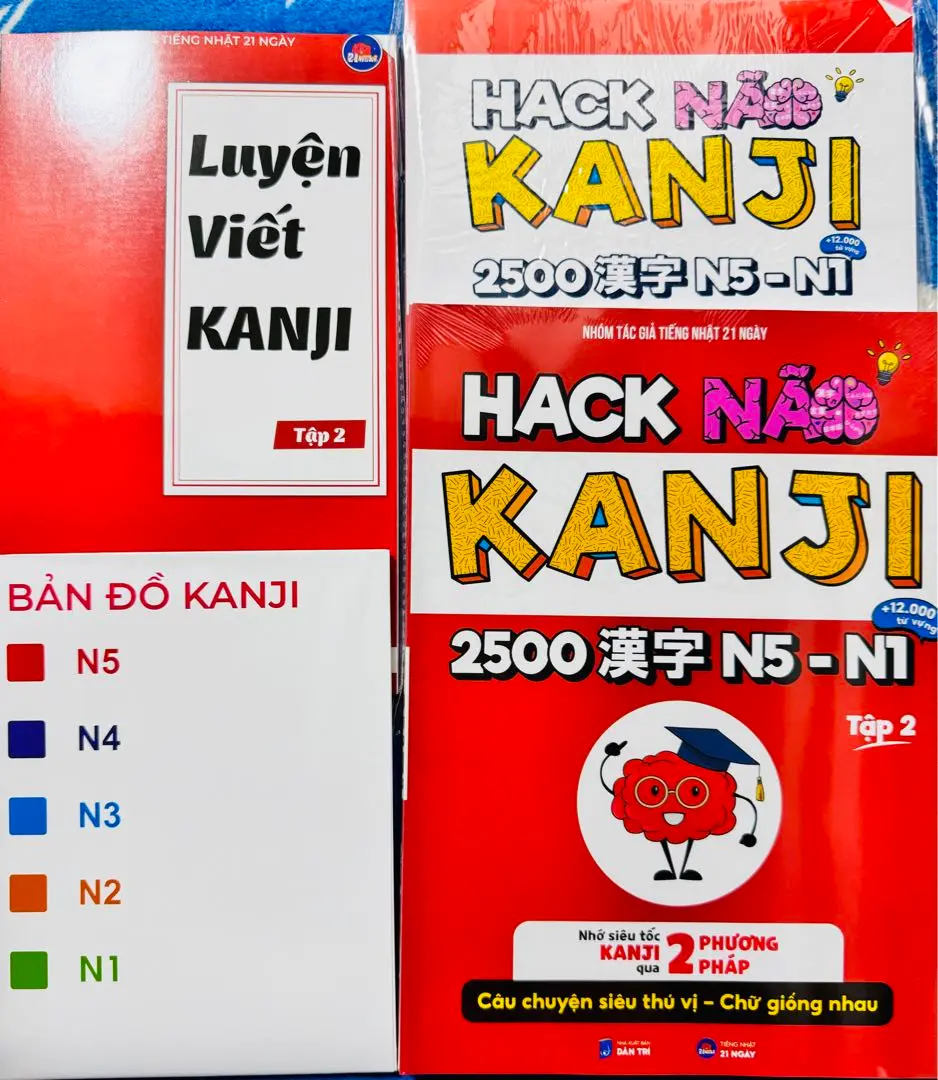 TIẾNG NHẬT 21 NGÀY
Luyện
Viết
KANJI
Tập 2
BẢN ĐỒ KANJI
N5
N4
N3
N2
N1
HACK NÃO
KANJI
+12.000
từ vựng
2500 漢字 N5 - N1
NHÓM TÁC GIẢ TIẾNG NHẬT 21 NGÀY
HACK NÃO
KANJI
+12.000
từ vựng
2500 漢字 N5 - N1
Tập 2
Nhớ siêu tốc
KANJI
qua
2 PHƯƠNG
PHÁP
Câu chuyện siêu thú vị – Chữ giống nhau
NHÀ XUẤT BẢN
DÂN TRÍ
TIẾNG NHẬT
21 NGÀY